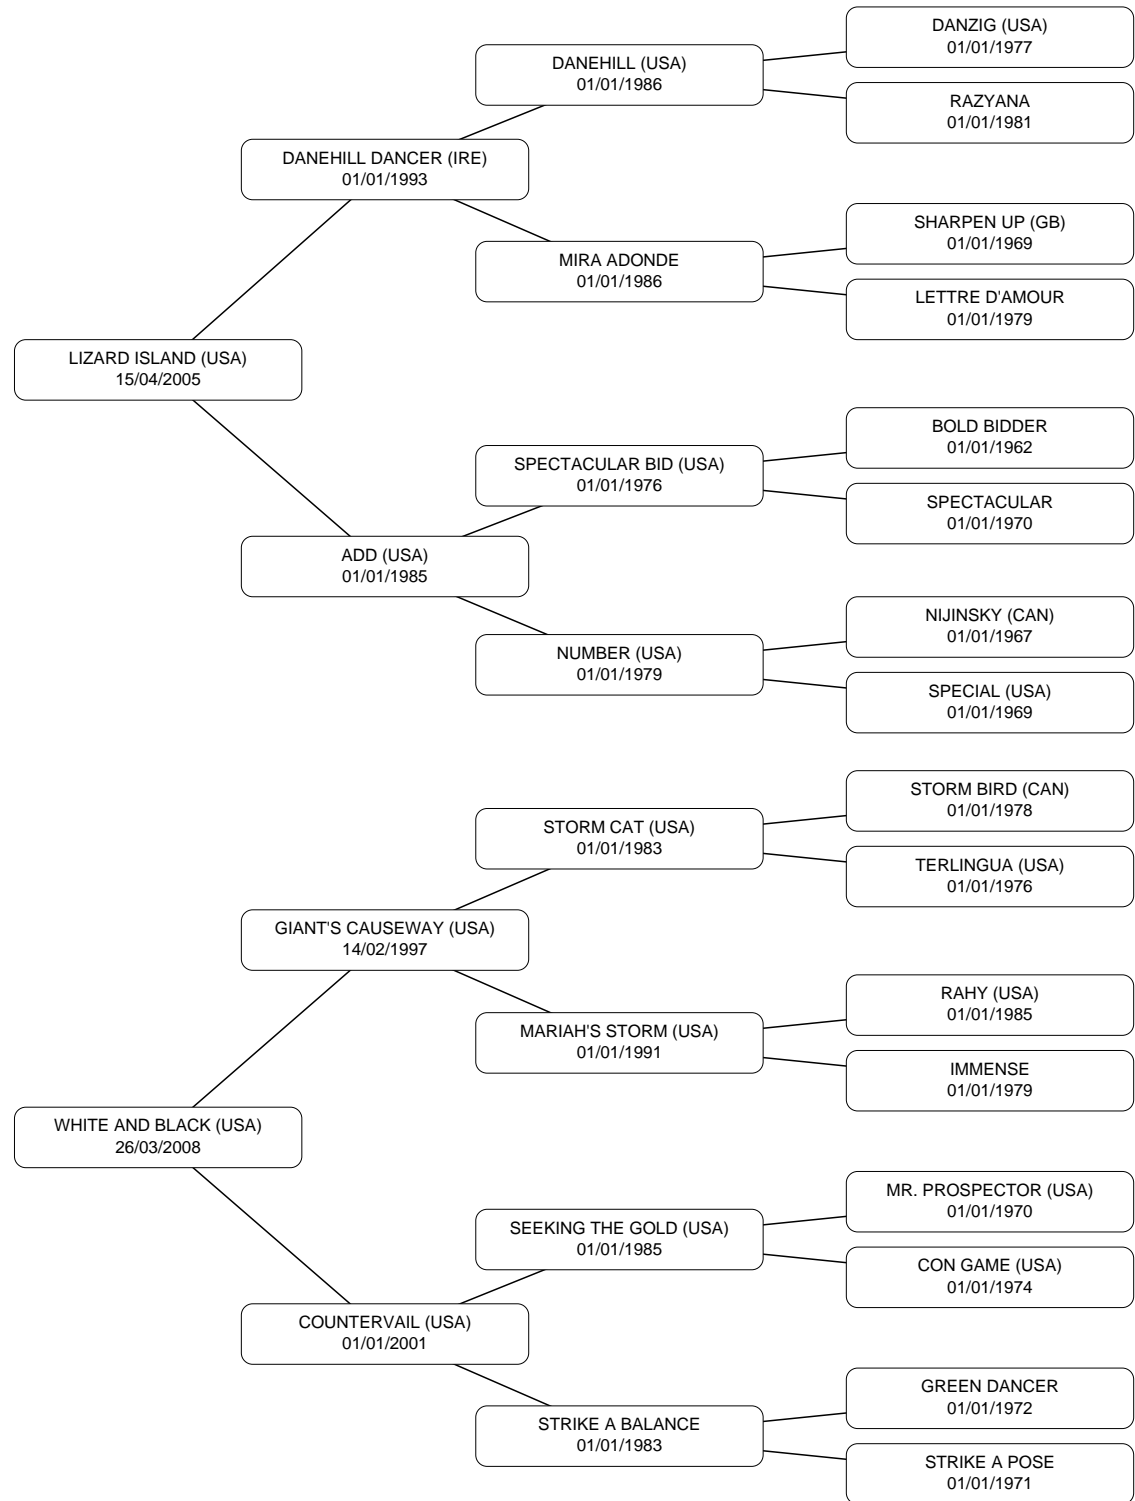 DANZIG (USA)
01/01/1977
DANEHILL (USA)
01/01/1986
RAZYANA
01/01/1981
DANEHILL DANCER (IRE)
01/01/1993
SHARPEN UP (GB)
01/01/1969
MIRA ADONDE
01/01/1986
LETTRE D'AMOUR
01/01/1979
LIZARD ISLAND (USA)
15/04/2005
BOLD BIDDER
01/01/1962
SPECTACULAR BID (USA)
01/01/1976
SPECTACULAR
01/01/1970
ADD (USA)
01/01/1985
NIJINSKY (CAN)
01/01/1967
NUMBER (USA)
01/01/1979
SPECIAL (USA)
01/01/1969
STORM BIRD (CAN)
01/01/1978
STORM CAT (USA)
01/01/1983
TERLINGUA (USA)
01/01/1976
GIANT'S CAUSEWAY (USA)
14/02/1997
RAHY (USA)
01/01/1985
MARIAH'S STORM (USA)
01/01/1991
IMMENSE
01/01/1979
WHITE AND BLACK (USA)
26/03/2008
MR. PROSPECTOR (USA)
01/01/1970
SEEKING THE GOLD (USA)
01/01/1985
CON GAME (USA)
01/01/1974
COUNTERVAIL (USA)
01/01/2001
GREEN DANCER
01/01/1972
STRIKE A BALANCE
01/01/1983
STRIKE A POSE
01/01/1971